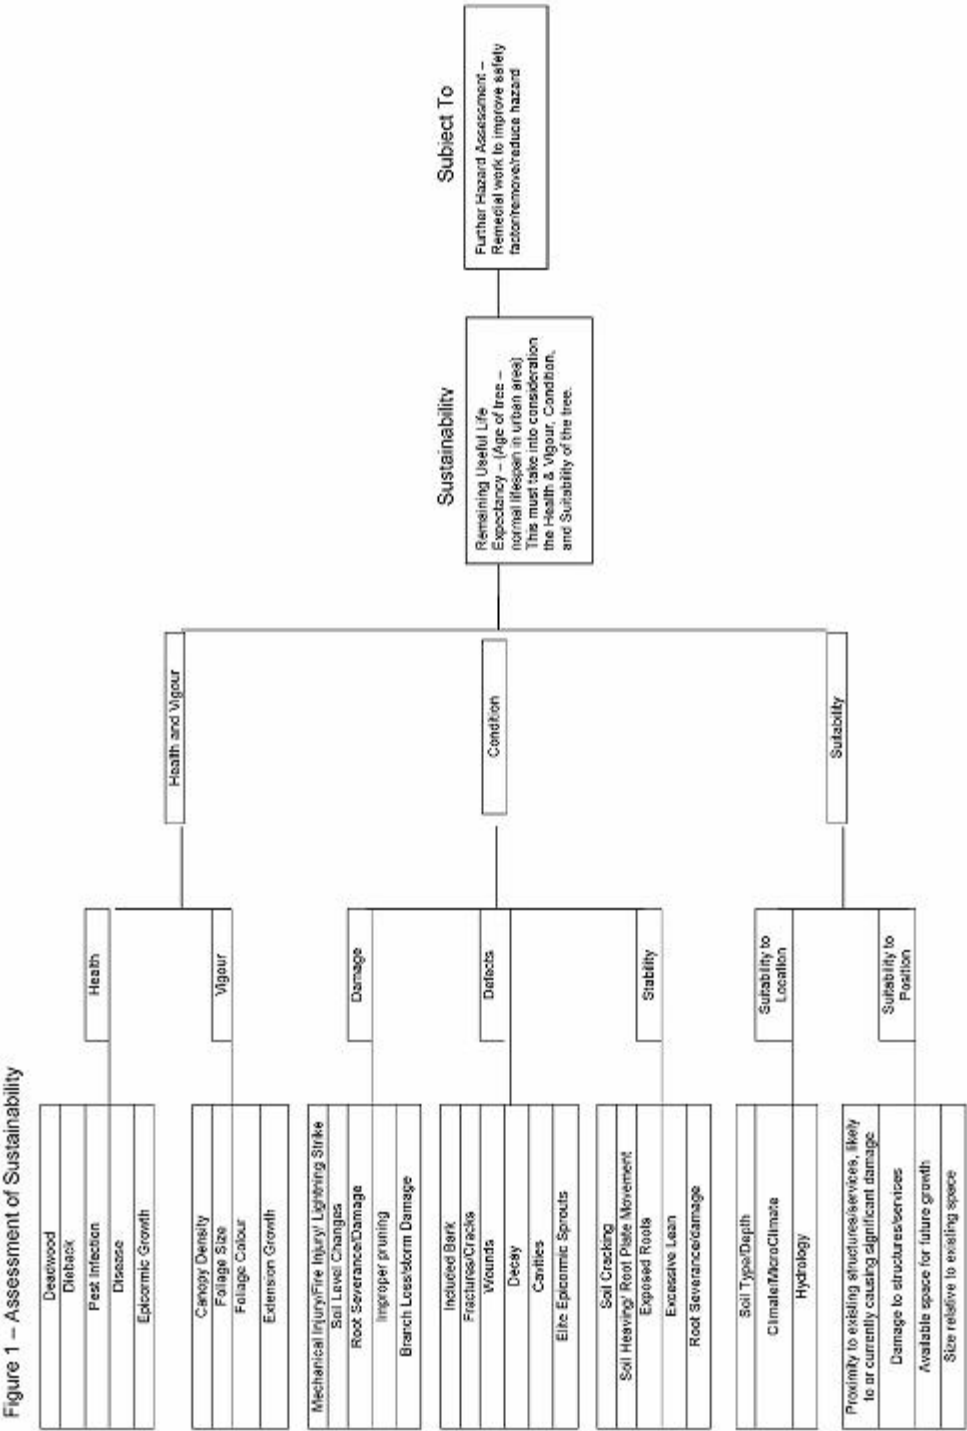 Figure 1 – Assessment of Sustainability
Deadwood
Dieback
Pest Infection
Disease
Epicormic Growth
Health
Canopy Density
Foliage Size
Foliage Colour
Extension Growth
Vigour
Health and Vigour
Mechanical Injury/Fire Injury/ Lightning Strike
Soil Level Changes
Root Severance/Damage
Improper pruning
Branch Loss/storm Damage
Damage
Included Bark
Fractures/Cracks
Wounds
Decay
Cavities
Elite Epicormic Sprouts
Defects
Soil Cracking
Soil Heaving/ Root Plate Movement
Exposed Roots
Excessive Lean
Root Severance/damage
Stability
Condition
Soil Type/Depth
Climate/MicroClimate
Hydrology
Suitability to
Location
Proximity to existing structures/services, likely
to or currently causing significant damage
Damage to structures/services
Available space for future growth
Size relative to existing space
Suitability to
Position
Suitability
Sustainability
Remaining Useful Life
Expectancy – (Age of tree –
normal lifespan in urban area)
This must take into consideration
the Health & Vigour, Condition,
and Suitability of the tree.
Subject To
Further Hazard Assessment –
Remedial work to improve safety
factor/remove/reduce hazard